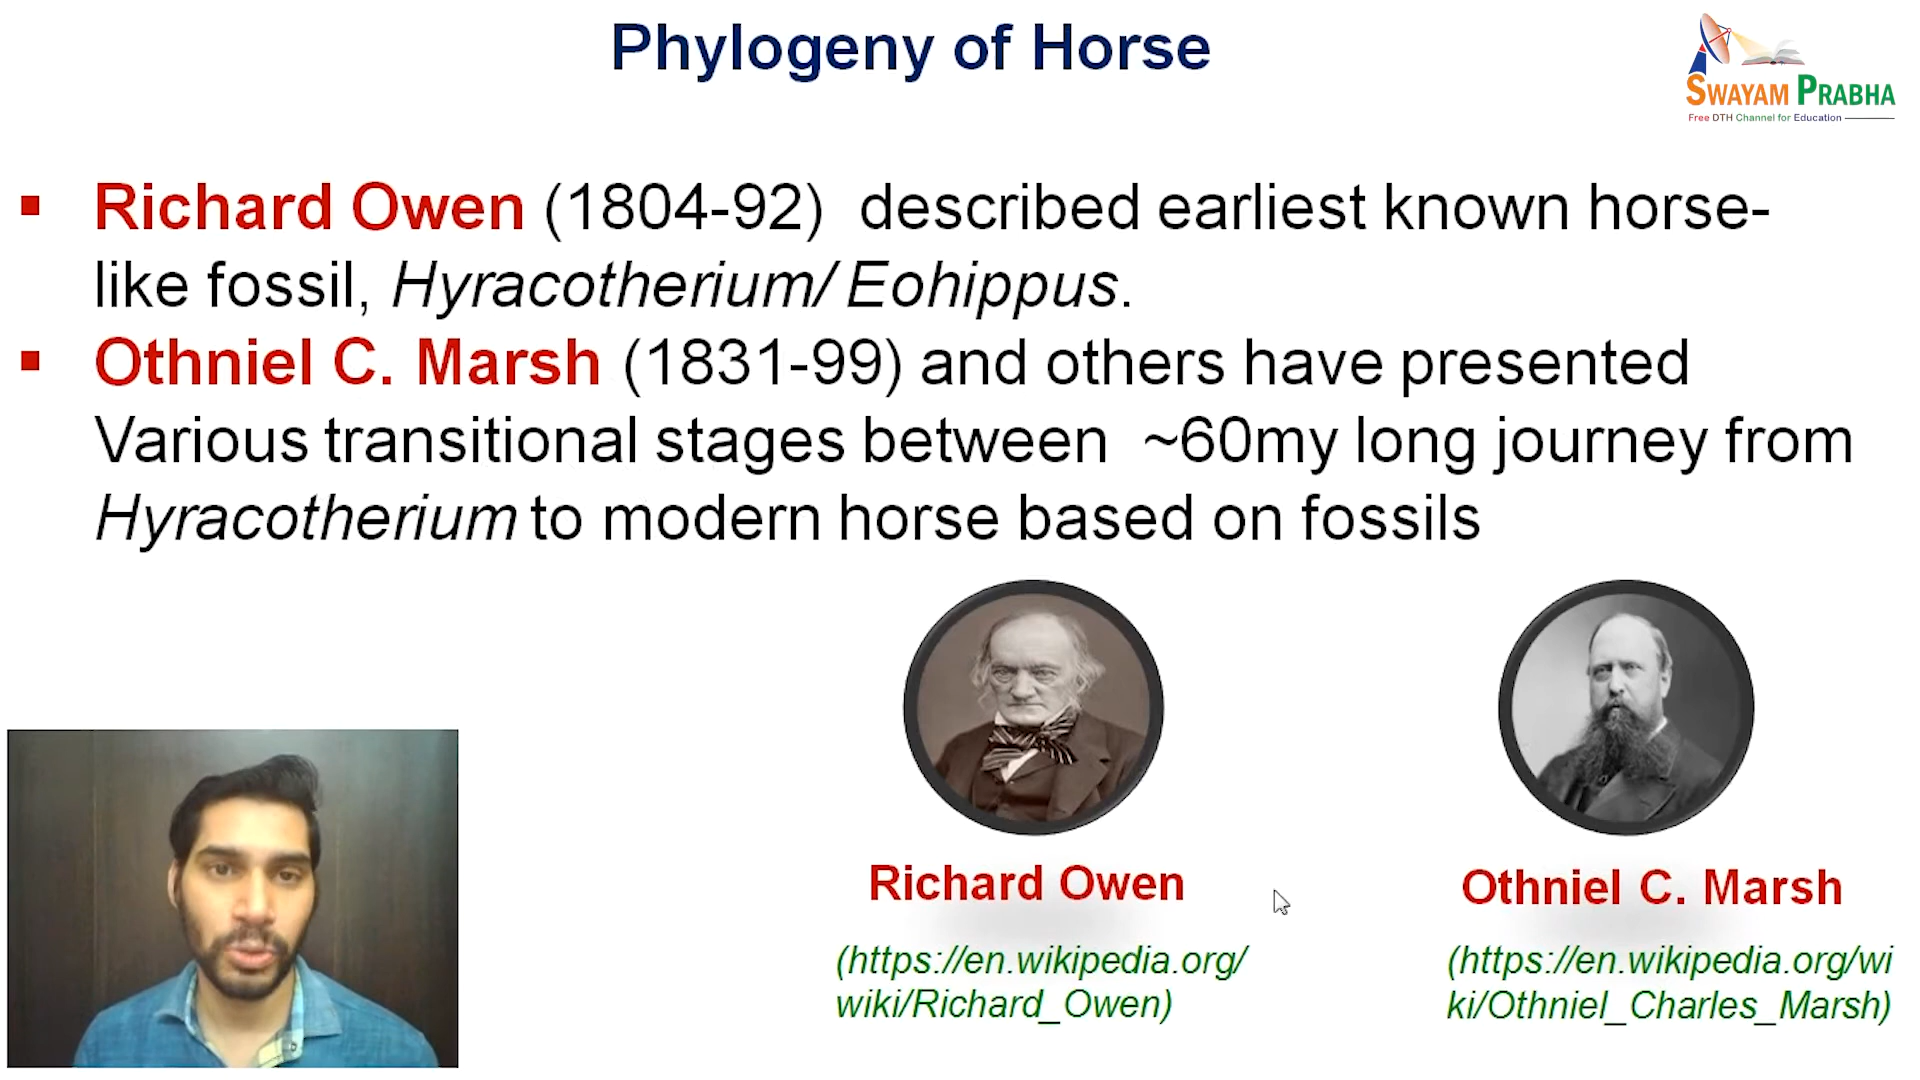 Phylogeny of Horse
SWAYAM PRABHA
Free DTH Channel for Education
▪ Richard Owen (1804-92) described earliest known horse-
like fossil, Hyracotherium/ Eohippus.
▪ Othniel C. Marsh (1831-99) and others have presented
Various transitional stages between ~60my long journey from
Hyracotherium to modern horse based on fossils
Richard Owen
(https://en.wikipedia.org/
wiki/Richard_Owen)
Othniel C. Marsh
(https://en.wikipedia.org/wi
ki/Othniel_Charles_Marsh)